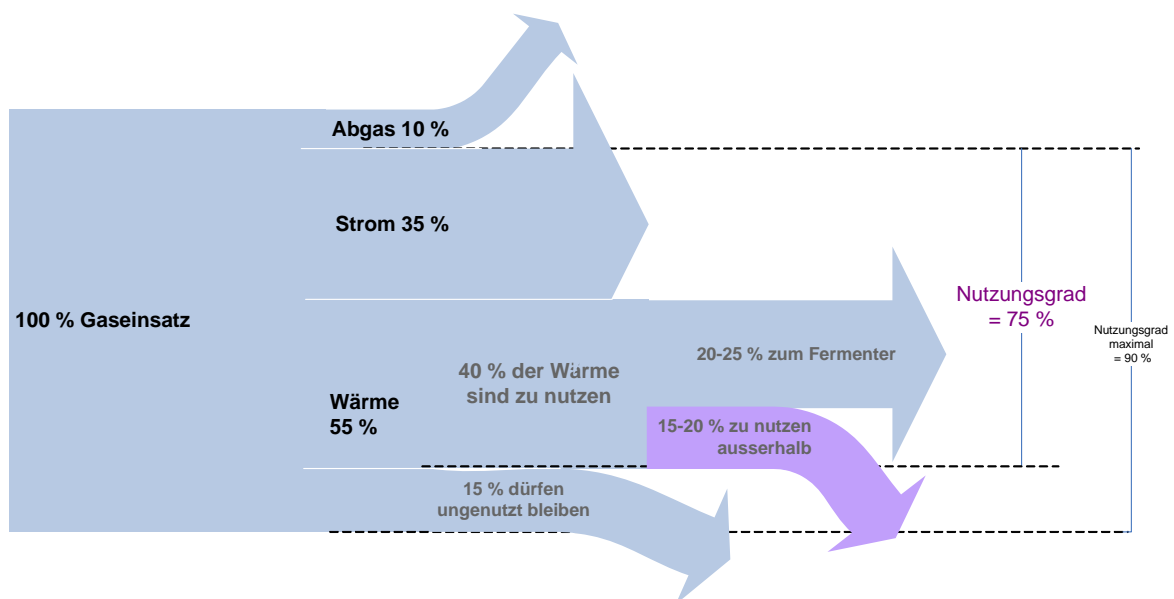 Abgas 10 %
Strom 35 %
100 % Gaseinsatz
Wärme
55 %
40 % der Wärme
sind zu nutzen
20-25 % zum Fermenter
15-20 % zu nutzen
ausserhalb
15 % dürfen
ungenutzt bleiben
Nutzungsgrad
= 75 %
Nutzungsgrad
maximal
= 90 %